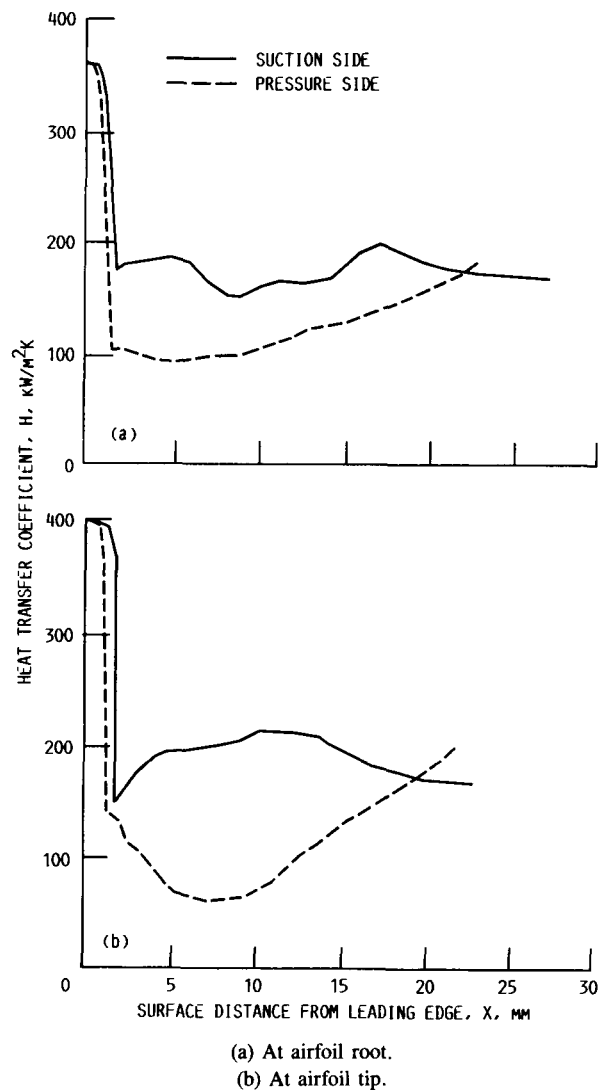 400
SUCTION SIDE
PRESSURE SIDE
300
200
100
(a)
0
HEAT TRANSFER COEFFICIENT, H, KW/M²K
400
300
200
100
(b)
0
5
10
15
20
25
30
SURFACE DISTANCE FROM LEADING EDGE, X, MM
(a) At airfoil root.
(b) At airfoil tip.